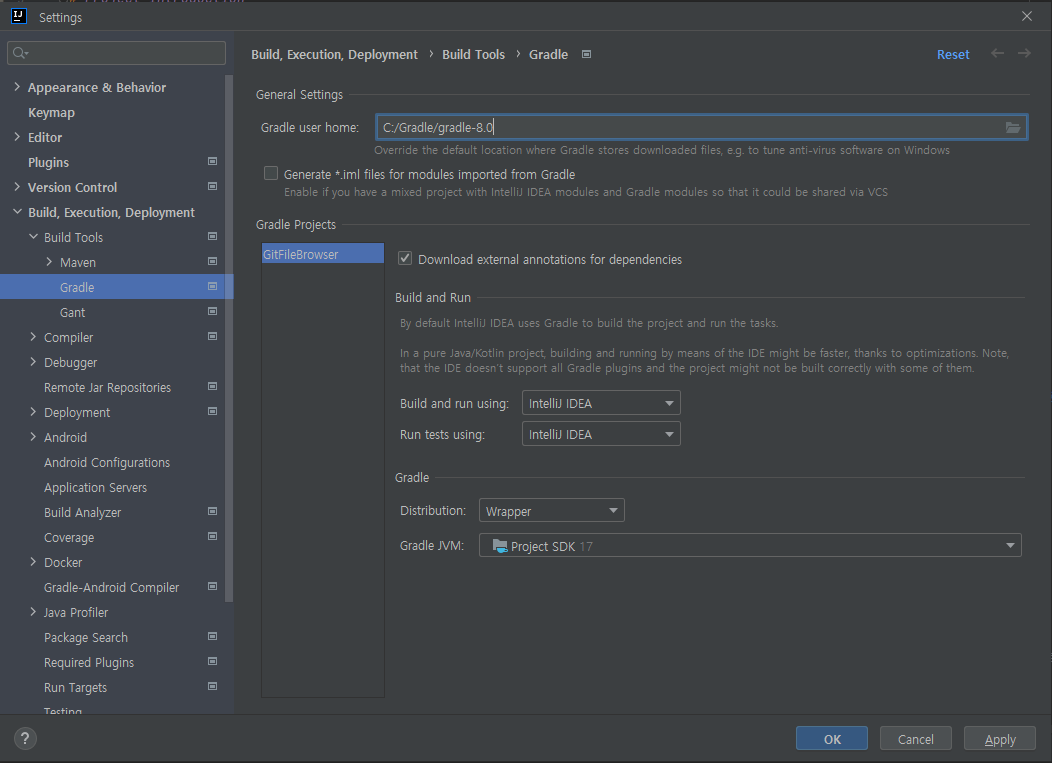 Settings
Build, Execution, Deployment › Build Tools › Gradle
Reset
Appearance & Behavior
Keymap
Editor
Plugins
Version Control
Build, Execution, Deployment
Build Tools
Maven
Gradle
Gant
Compiler
Debugger
Remote Jar Repositories
Deployment
Android
Android Configurations
Application Servers
Build Analyzer
Coverage
Docker
Gradle-Android Compiler
Java Profiler
Package Search
Required Plugins
Run Targets
Testing
General Settings
Gradle user home: C:/Gradle/gradle-8.0
Override the default location where Gradle stores downloaded files, e.g. to tune anti-virus software on Windows
Generate *.iml files for modules imported from Gradle
Enable if you have a mixed project with IntelliJ IDEA modules and Gradle modules so that it could be shared via VCS
Gradle Projects
GitFileBrowser
Download external annotations for dependencies
Build and Run
By default IntelliJ IDEA uses Gradle to build the project and run the tasks.
In a pure Java/Kotlin project, building and running by means of the IDE might be faster, thanks to optimizations. Note,
that the IDE doesn't support all Gradle plugins and the project might not be built correctly with some of them.
Build and run using: IntelliJ IDEA
Run tests using: IntelliJ IDEA
Gradle
Distribution: Wrapper
Gradle JVM: Project SDK 17
?
OK
Cancel
Apply